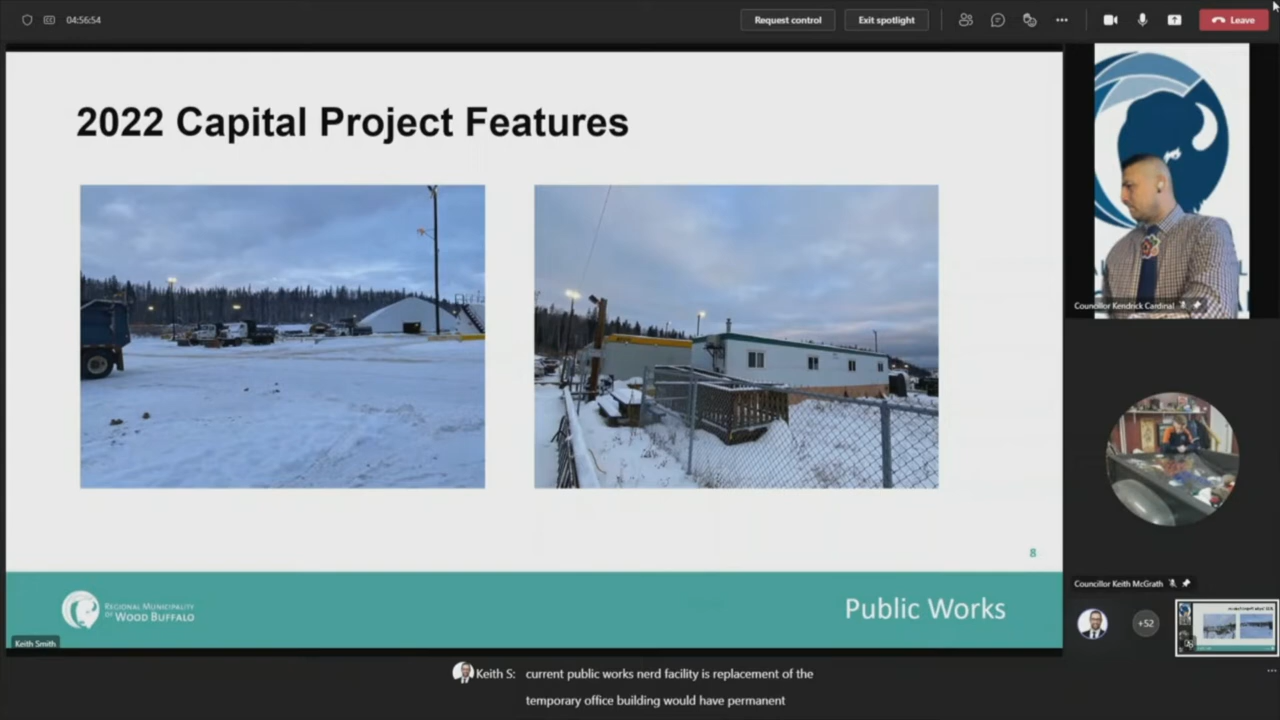 04:56:54
Request control
Exit spotlight
Leave
2022 Capital Project Features
8
REGIONAL MUNICIPALITY
OF WOOD BUFFALO
Public Works
Keith Smith
Councillor Kendrick Cardinal
Councillor Keith McGrath
+52
Keith S: current public works nerd facility is replacement of the
temporary office building would have permanent